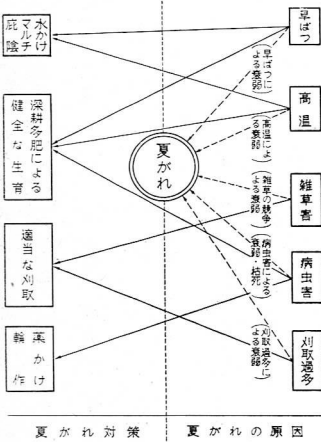 早ばつ
高温
雑草害
病虫害
刈取過多
(早ばつに
よる衰弱)
(高温によ
る衰弱)
(雑草の競争
による衰弱)
(病虫害による
衰弱・枯死)
(刈取過多に
よる衰弱)
夏がれ
水かけ
マルチ
庇陰
深耕多肥による
健全な生育
適当な刈取
薬かけ
輪作
夏がれ対策
夏がれの原因